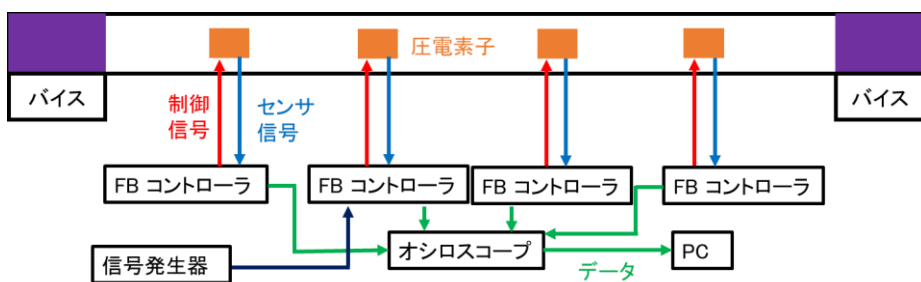 圧電素子
バイス
バイス
制御
信号
センサ
信号
FB コントローラ
FB コントローラ
FB コントローラ
FB コントローラ
オシロスコープ
PC
信号発生器
データ